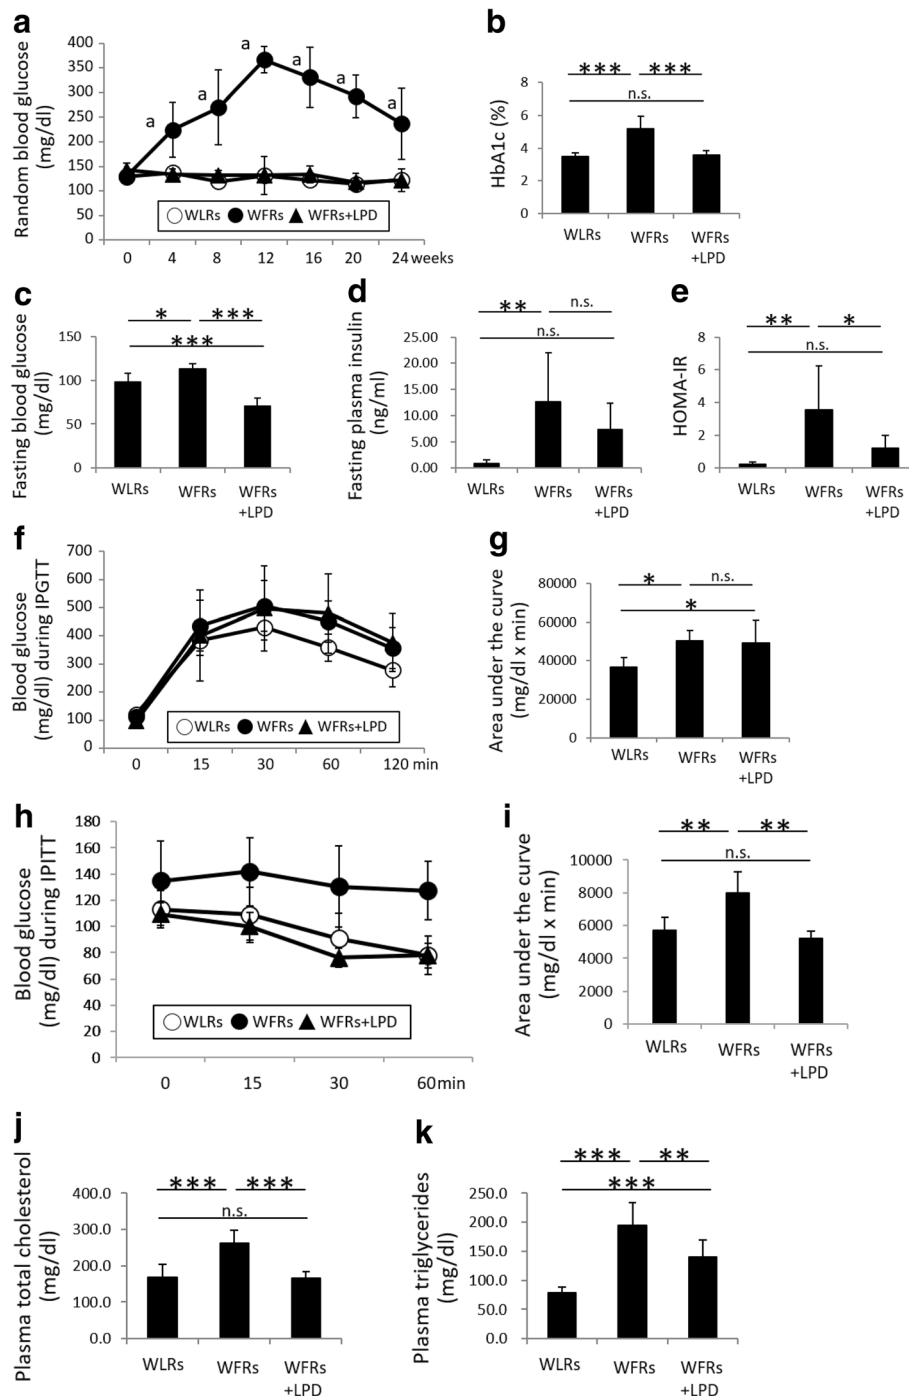 a
Random blood glucose
(mg/dl)
400
350
300
250
200
150
100
50
0
a
a
a
a
a
a
WLRs WFRs WFRs+LPD
0 4 8 12 16 20 24 weeks
b
HbA1c (%)
8
6
4
2
0
*** ***
n.s.
WLRs WFRs WFRs
+LPD
c
Fasting blood glucose
(mg/dl)
150
100
50
0
* ***
***
WLRs WFRs WFRs
+LPD
d
Fasting plasma insulin
(ng/ml)
25.00
20.00
15.00
10.00
5.00
0.00
** n.s.
n.s.
WLRs WFRs WFRs
+LPD
e
HOMA-IR
8
6
4
2
0
** *
n.s.
WLRs WFRs WFRs
+LPD
f
Blood glucose
(mg/dl) during IPGTT
700
600
500
400
300
200
100
0
WLRs WFRs WFRs+LPD
0 15 30 60 120 min
g
Area under the curve
(mg/dl x min)
80000
60000
40000
20000
0
* n.s.
*
WLRs WFRs WFRs
+LPD
h
Blood glucose
(mg/dl) during IPITT
180
160
140
120
100
80
60
40
20
0
WLRs WFRs WFRs+LPD
0 15 30 60min
i
Area under the curve
(mg/dl x min)
10000
8000
6000
4000
2000
0
** **
n.s.
WLRs WFRs WFRs
+LPD
j
Plasma total cholesterol
(mg/dl)
400.0
300.0
200.0
100.0
0.0
*** ***
n.s.
WLRs WFRs WFRs
+LPD
k
Plasma triglycerides
(mg/dl)
250.0
200.0
150.0
100.0
50.0
0.0
*** **
***
WLRs WFRs WFRs
+LPD